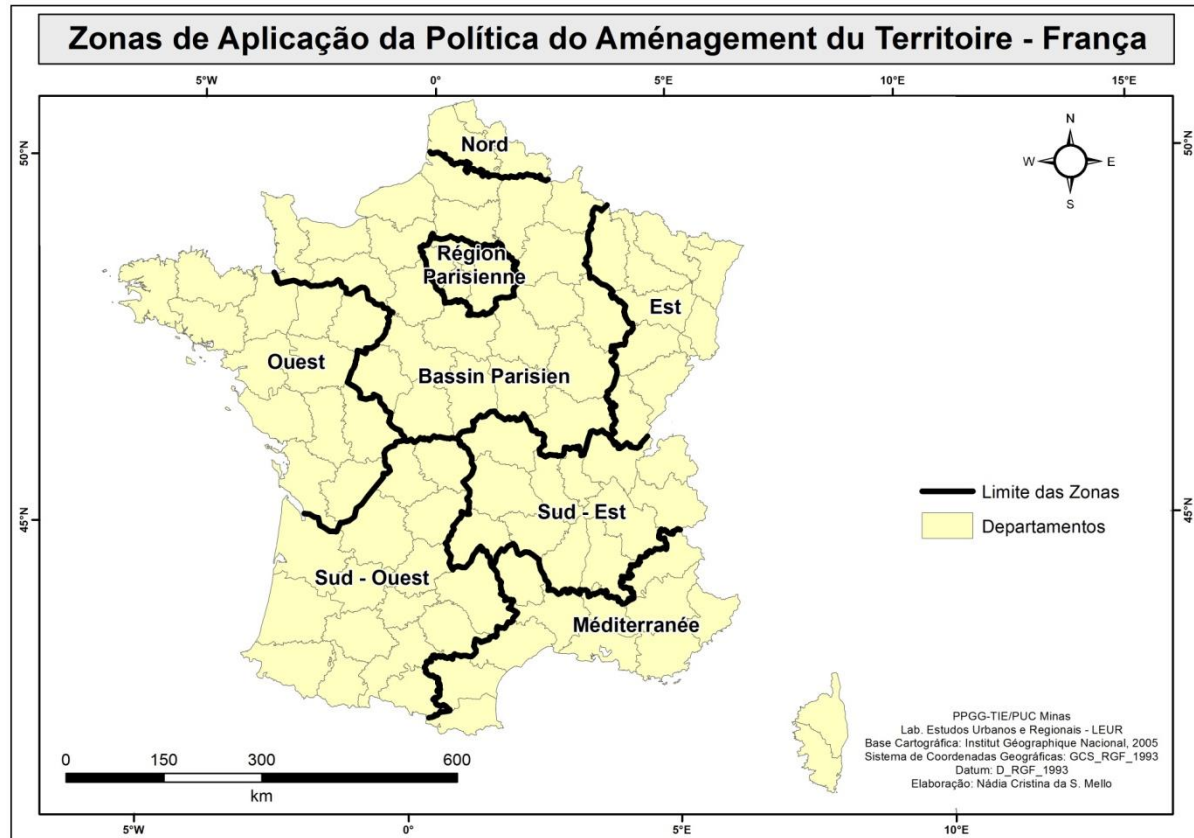 Zonas de Aplicação da Política do Aménagement du Territoire - França
5°W 0° 5°E 10°E 15°E
50°N 50°N
N
W E
S
Nord
Région
Parisienne
Est
Ouest
Bassin Parisien
Limite das Zonas
Sud - Est
Departamentos
45°N 45°N
Sud - Ouest
Méditerranée
PPGG-TIE/PUC Minas
Lab. Estudos Urbanos e Regionais - LEUR
Base Cartográfica: Institut Géographique Nacional, 2005
Sistema de Coordenadas Geográficas: GCS_RGF_1993
Datum: D_RGF_1993
Elaboração: Nádia Cristina da S. Mello
0 150 300 600
km
5°W 0° 5°E 10°E